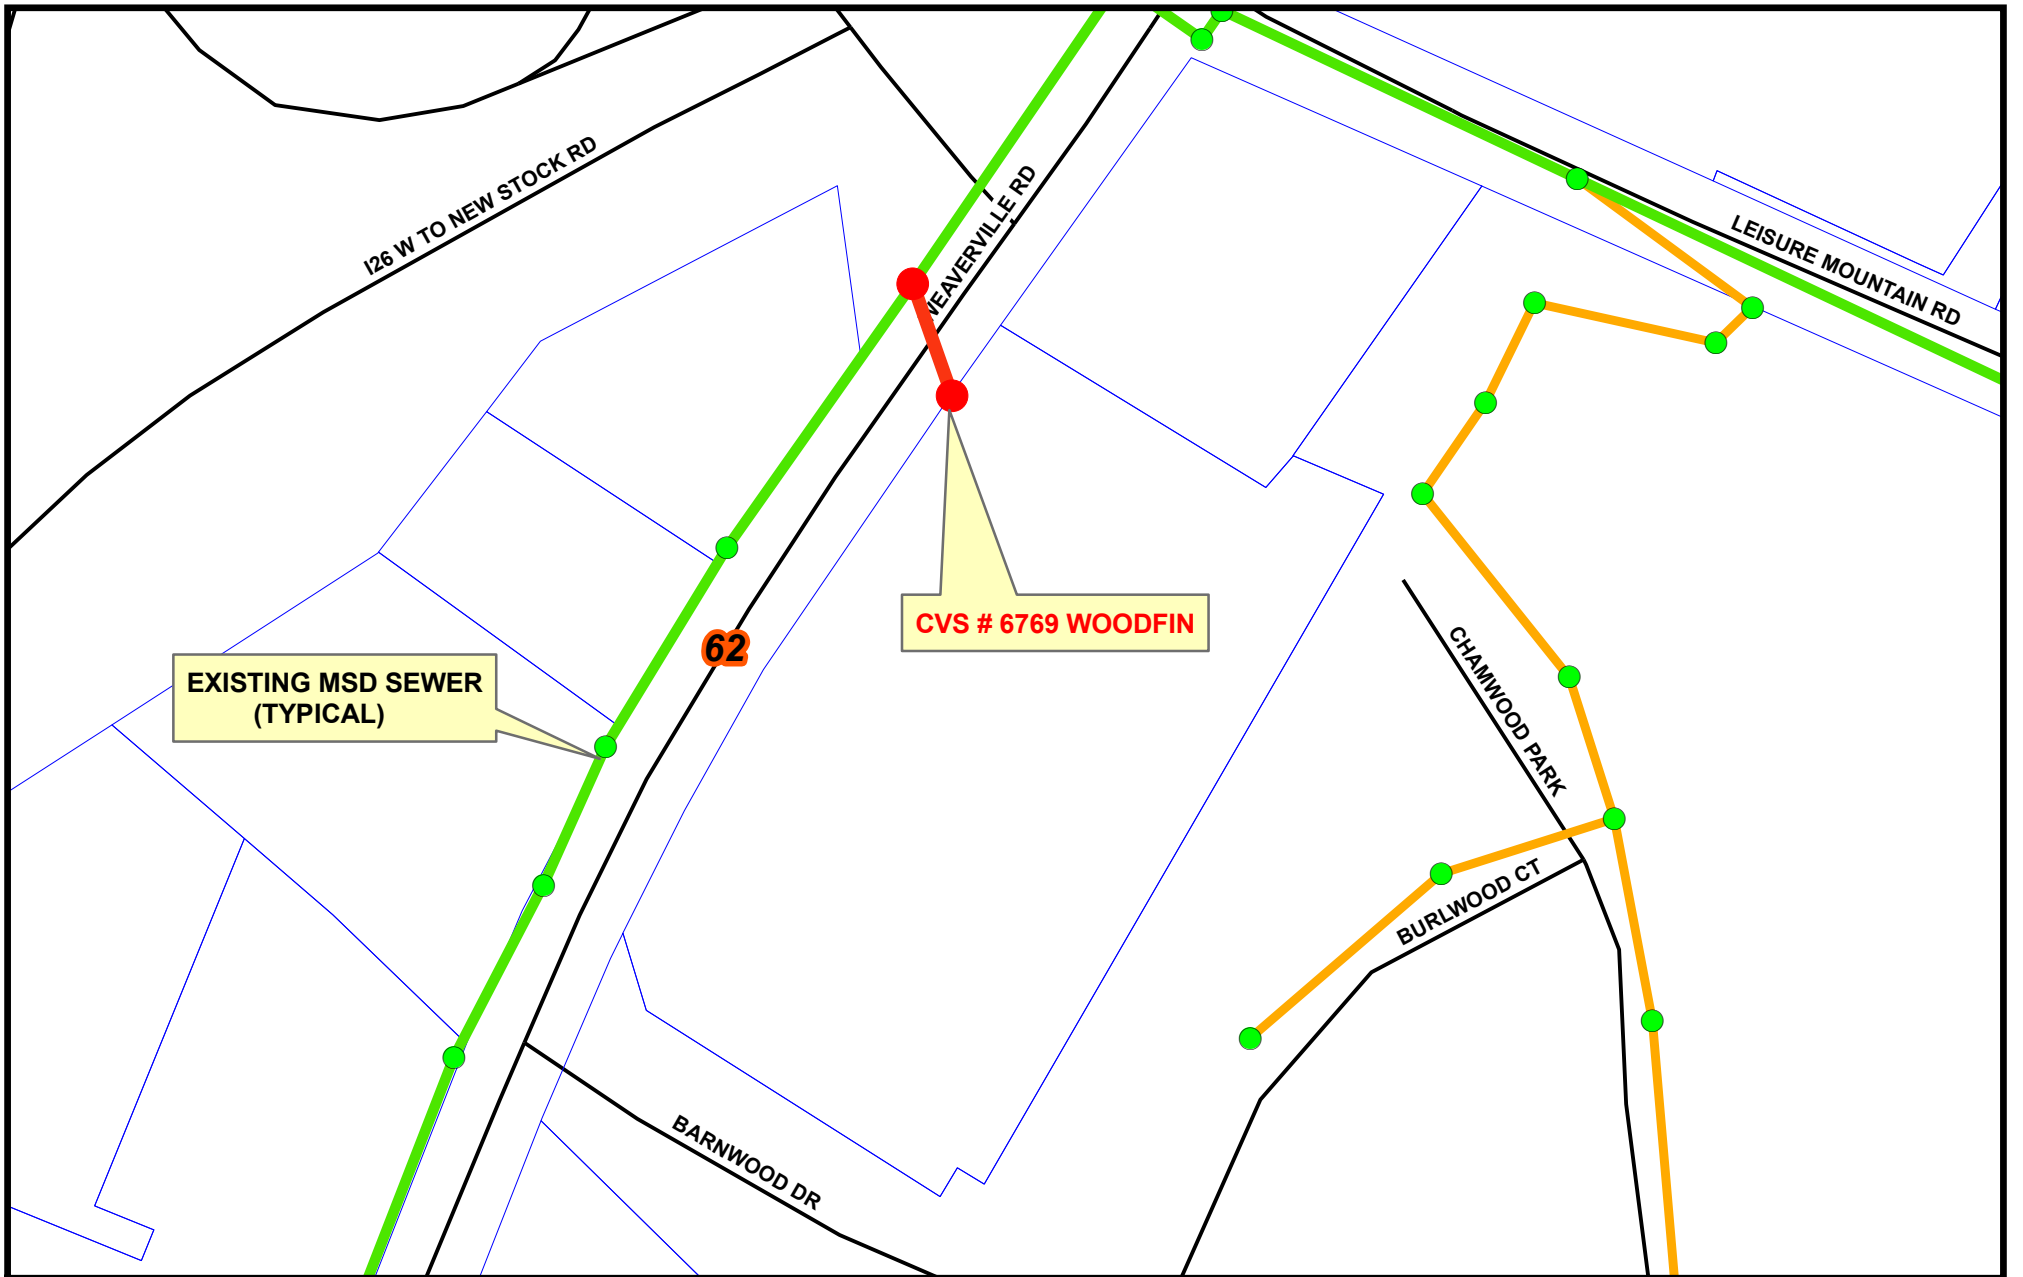 I26 W TO NEW STOCK RD
WEAVERVILLE RD
LEISURE MOUNTAIN RD
CVS # 6769 WOODFIN
62
EXISTING MSD SEWER
(TYPICAL)
CHAMWOOD PARK
BURLWOOD CT
BARNWOOD DR